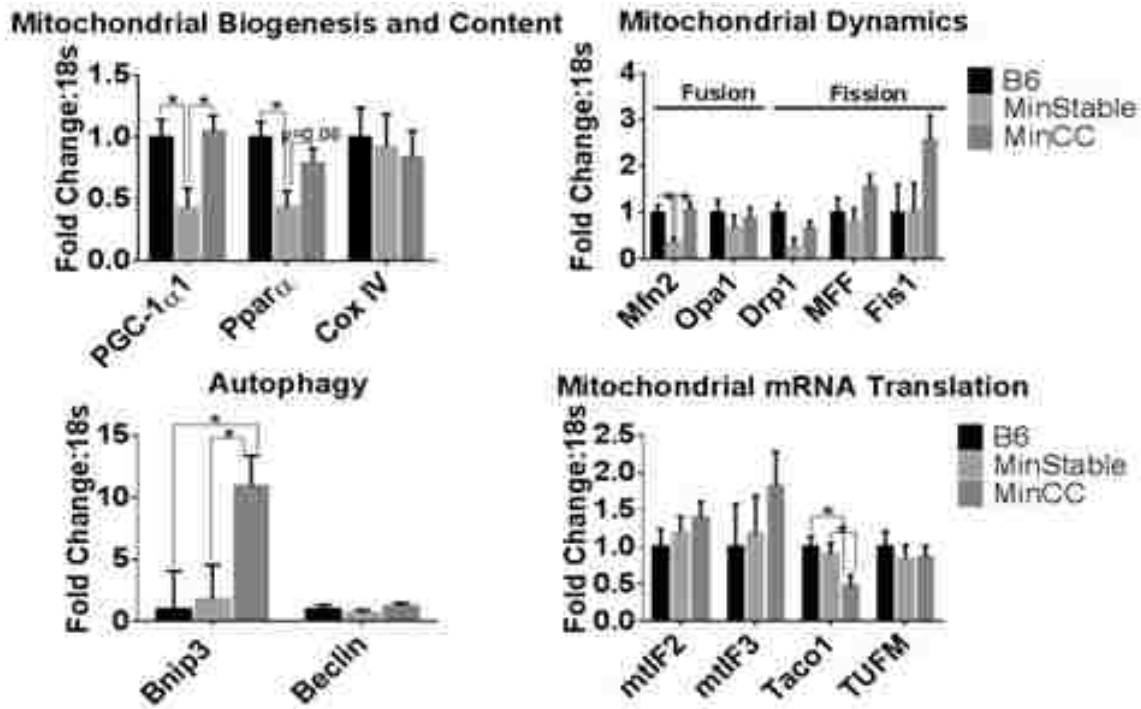 Mitochondrial Biogenesis and Content
Fold Change:18s
1.5
1.0
0.5
0.0
*
*
*
PGC-1α1
Pparα
Cox IV
Mitochondrial Dynamics
Fold Change:18s
4
3
2
1
0
Fusion
Fission
Mfn2
Opa1
Drp1
MFF
Fis1
B6
MinStable
MinCC
Autophagy
Fold Change:18s
15
10
5
0
*
*
Bnip3
Beclin
Mitochondrial mRNA Translation
Fold Change:18s
2.5
2.0
1.5
1.0
0.5
0.0
*
*
mtIF2
mtIF3
Taco1
TUFM
B6
MinStable
MinCC